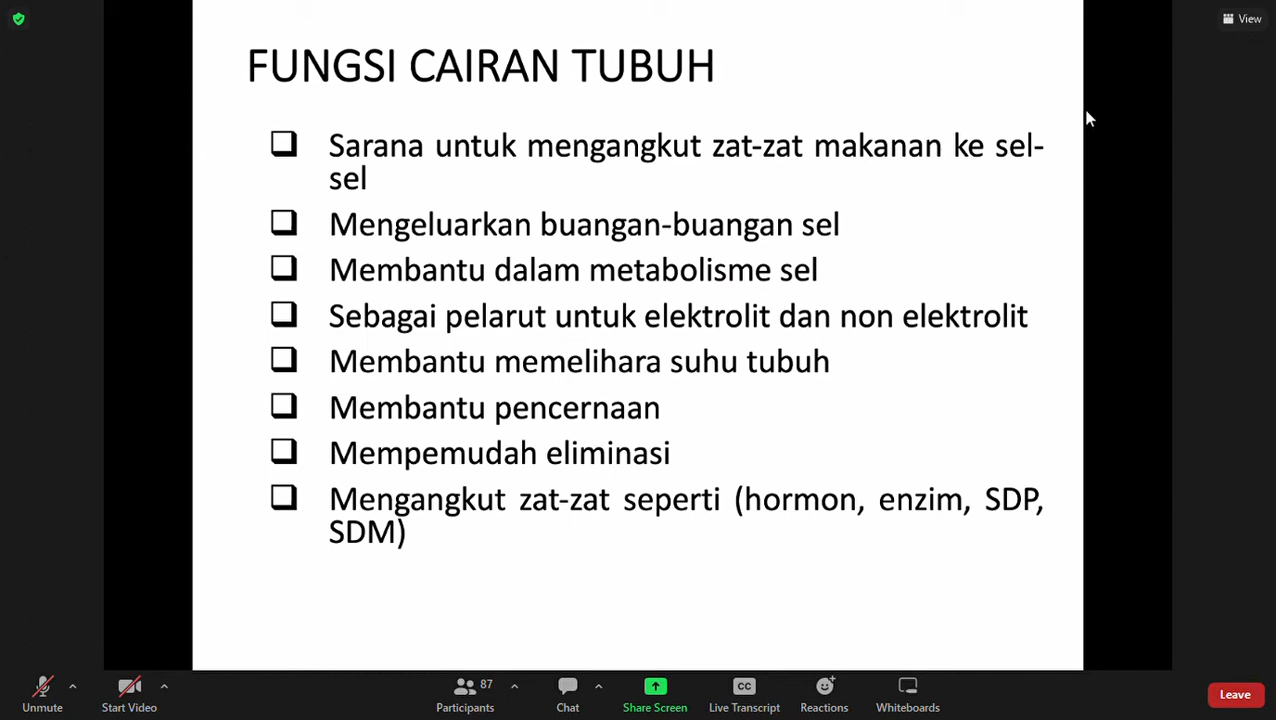 View
FUNGSI CAIRAN TUBUH
Sarana untuk mengangkut zat-zat makanan ke sel-
sel
Mengeluarkan buangan-buangan sel
Membantu dalam metabolisme sel
Sebagai pelarut untuk elektrolit dan non elektrolit
Membantu memelihara suhu tubuh
Membantu pencernaan
Mempemudah eliminasi
Mengangkut zat-zat seperti (hormon, enzim, SDP,
SDM)
Unmute
Start Video
87
Participants
Chat
Share Screen
CC
Live Transcript
Reactions
Whiteboards
Leave